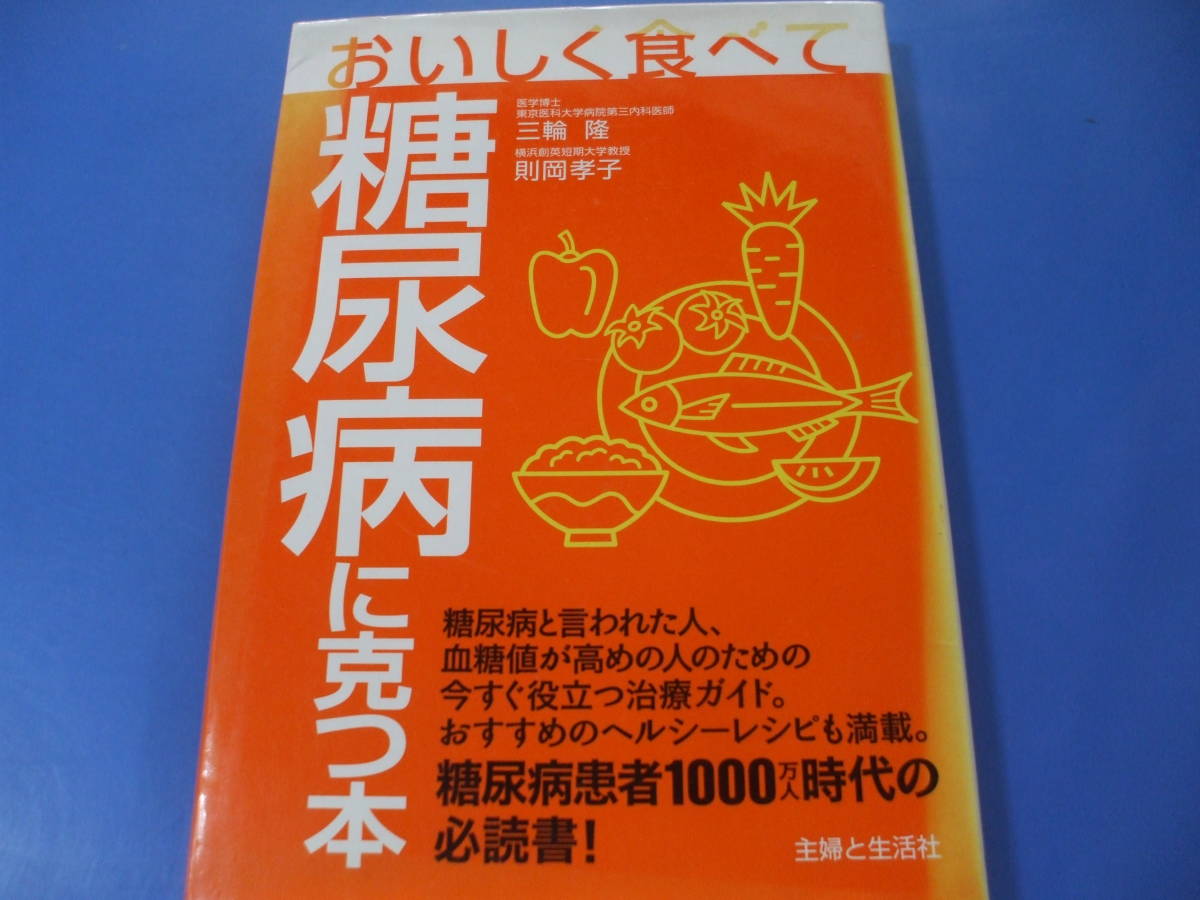 おいしく食べて
糖尿病に克つ本
医学博士
東京医科大学病院第三内科医師
三輪 隆
横浜創英短期大学教授
則岡孝子
糖尿病と言われた人、
血糖値が高めの人のための
今すぐ役立つ治療ガイド。
おすすめのヘルシーレシピも満載。
糖尿病患者1000万人時代の
必読書!
主婦と生活社